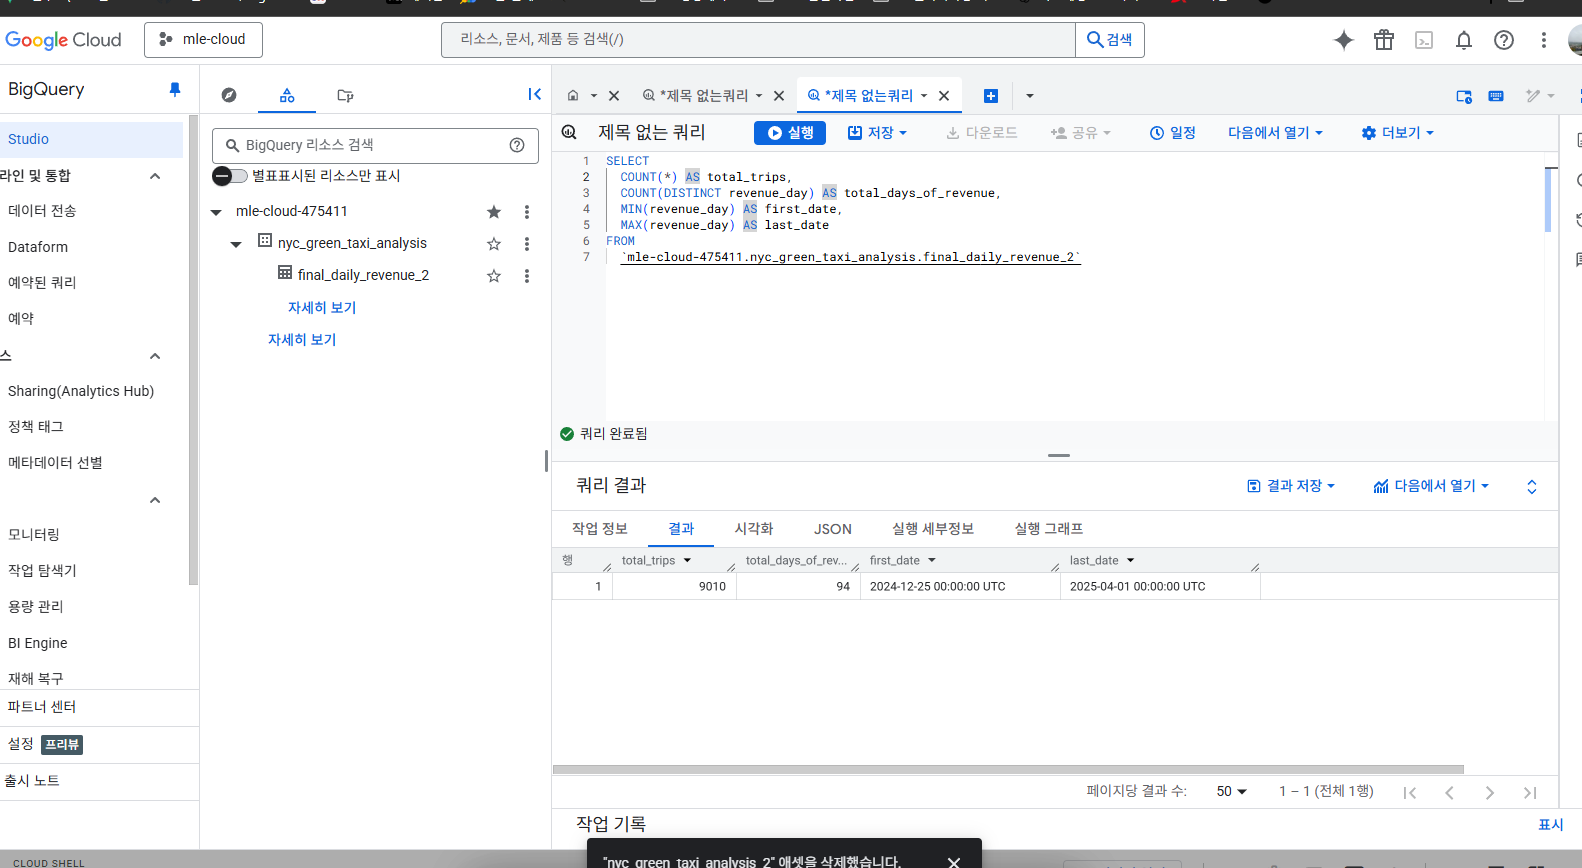 Google Cloud
mle-cloud
리소스, 문서, 제품 등 검색(/)
검색
BigQuery
Studio
라인 및 통합
데이터 전송
Dataform
예약된 쿼리
예약
스
Sharing(Analytics Hub)
정책 태그
메타데이터 선별
모니터링
작업 탐색기
용량 관리
BI Engine
재해 복구
파트너 센터
설정 프리뷰
출시 노트
BigQuery 리소스 검색
별표표시된 리소스만 표시
mle-cloud-475411
nyc_green_taxi_analysis
final_daily_revenue_2
자세히 보기
자세히 보기
*제목 없는쿼리
*제목 없는쿼리
제목 없는 쿼리
실행
저장
다운로드
공유
일정
다음에서 열기
더보기
1 SELECT
2 COUNT(*) AS total_trips,
3 COUNT(DISTINCT revenue_day) AS total_days_of_revenue,
4 MIN(revenue_day) AS first_date,
5 MAX(revenue_day) AS last_date
6 FROM
7 `mle-cloud-475411.nyc_green_taxi_analysis.final_daily_revenue_2`
쿼리 완료됨
쿼리 결과
결과 저장
다음에서 열기
작업 정보 결과 시각화 JSON 실행 세부정보 실행 그래프
행 total_trips total_days_of_rev... first_date last_date
1 9010 94 2024-12-25 00:00:00 UTC 2025-04-01 00:00:00 UTC
페이지당 결과 수: 50 1 – 1 (전체 1행)
작업 기록
표시
CLOUD SHELL
"nyc_green_taxi_analysis_2" 애셋을 삭제했습니다.